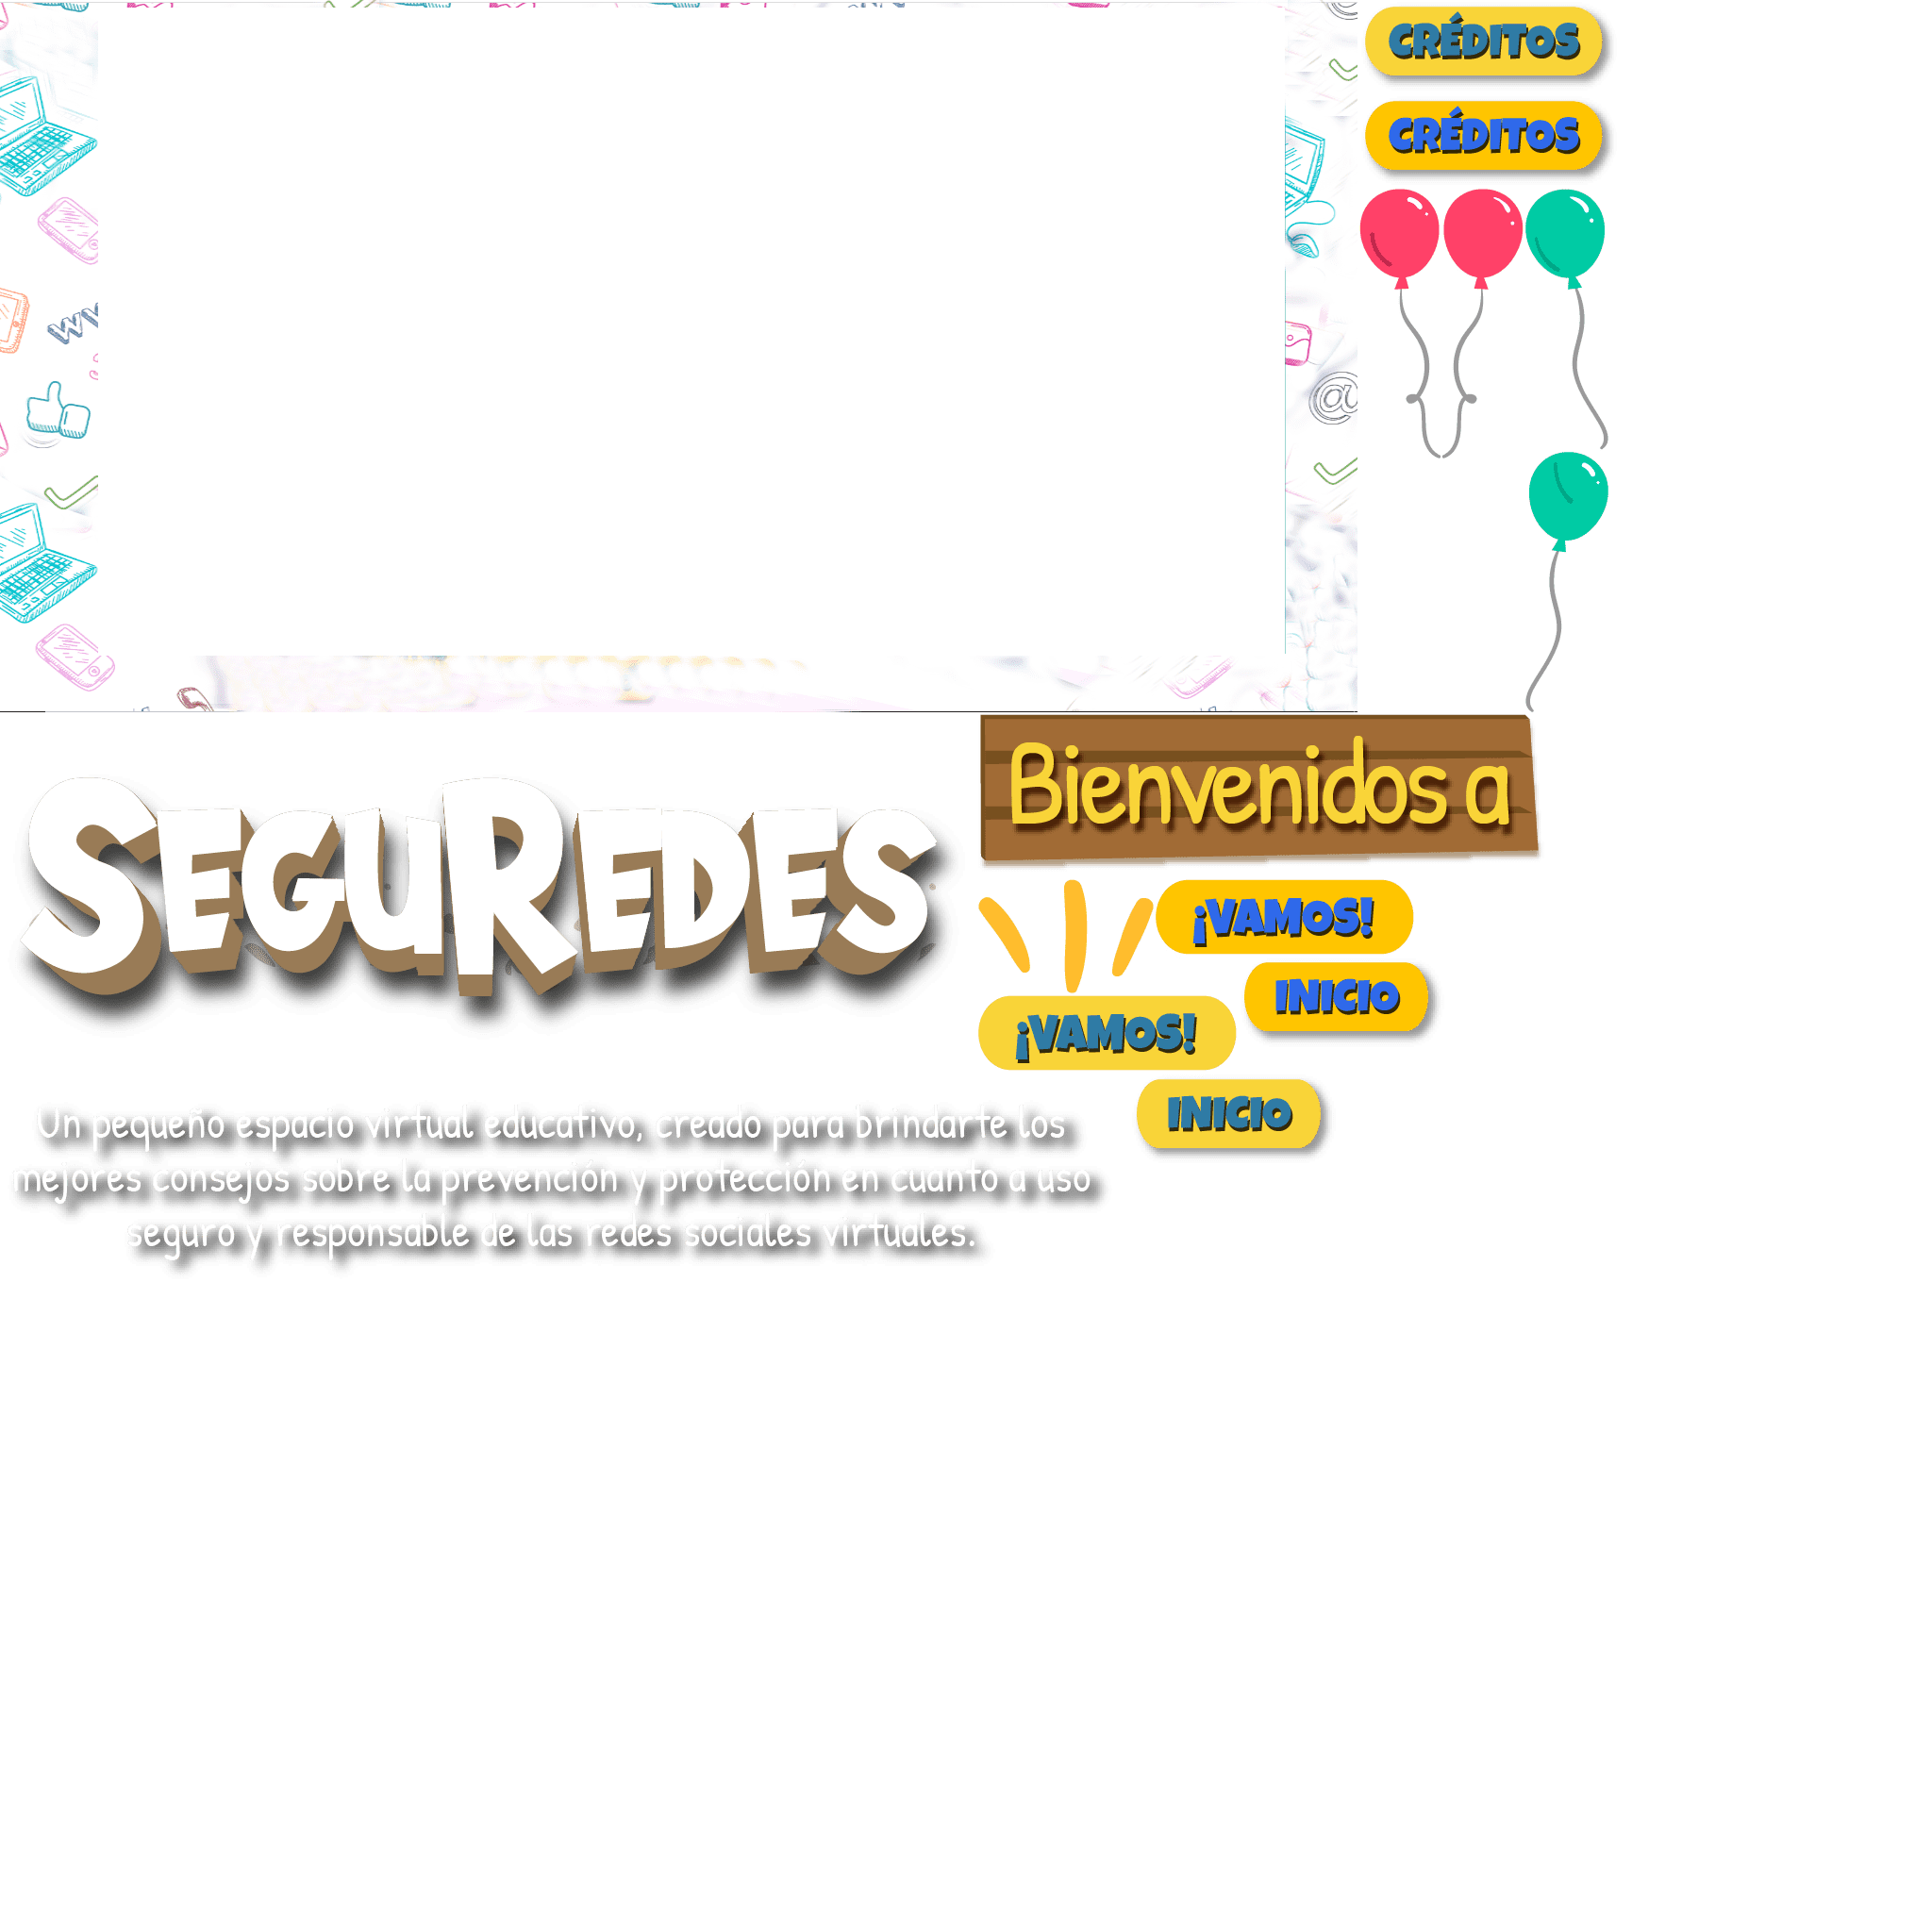 CRÉDITOS
CRÉDITOS
@
Bienvenidos a
SEGUREDES
¡VAMOS!
INICIO
¡VAMOS!
INICIO
Un pequeño espacio virtual educativo, creado para brindarte los
mejores consejos sobre la prevención y protección en cuanto a uso
seguro y responsable de las redes sociales virtuales.